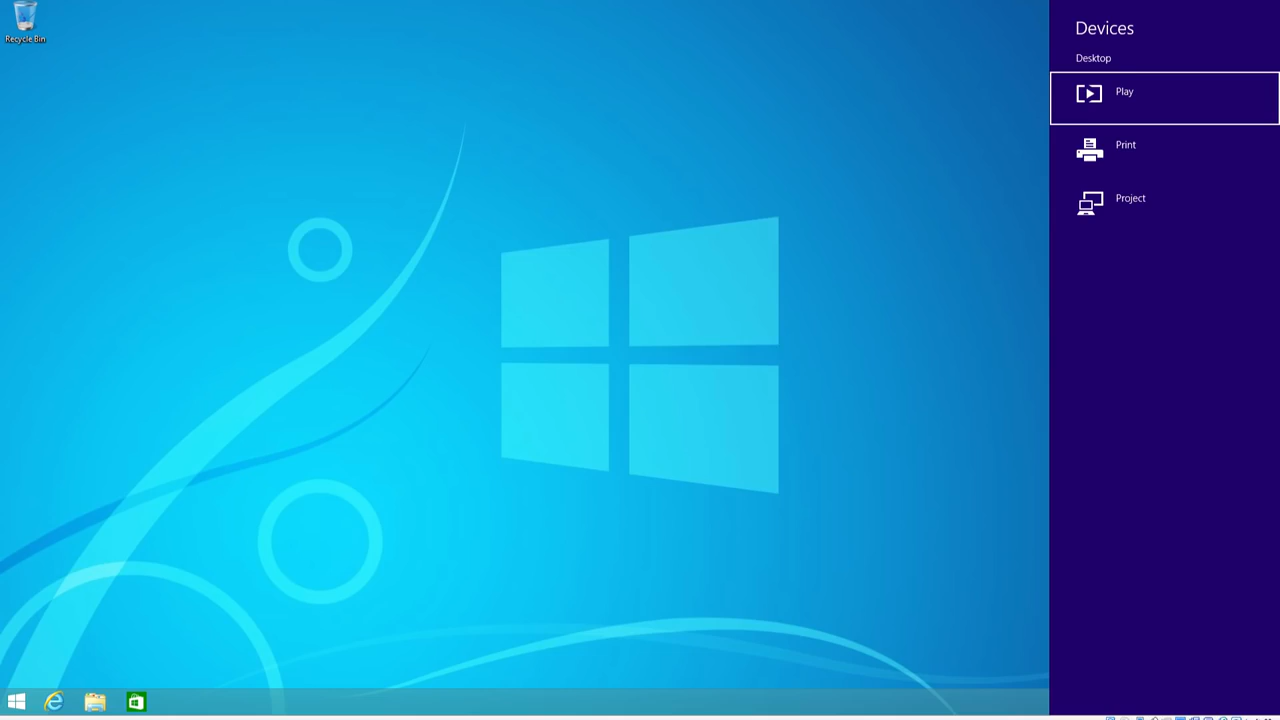 Recycle Bin
Devices
Desktop
Play
Print
Project